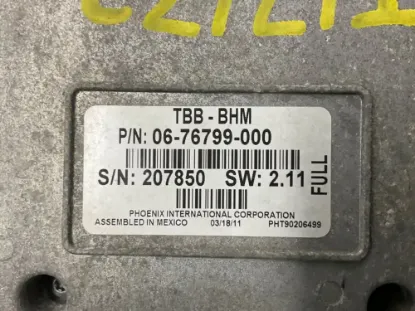 TBB - BHM
P/N: 06-76799-000
S/N: 207850 SW: 2.11
FULL
PHOENIX INTERNATIONAL CORPORATION
ASSEMBLED IN MEXICO 03/18/11 PHT90206499